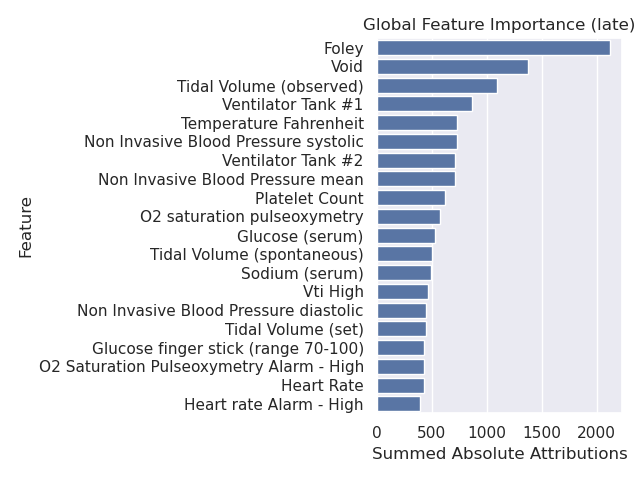 Global Feature Importance (late)
Foley
Void
Tidal Volume (observed)
Ventilator Tank #1
Temperature Fahrenheit
Non Invasive Blood Pressure systolic
Ventilator Tank #2
Non Invasive Blood Pressure mean
Platelet Count
O2 saturation pulseoxymetry
Glucose (serum)
Tidal Volume (spontaneous)
Sodium (serum)
Vti High
Non Invasive Blood Pressure diastolic
Tidal Volume (set)
Glucose finger stick (range 70-100)
O2 Saturation Pulseoxymetry Alarm - High
Heart Rate
Heart rate Alarm - High
Feature
0 500 1000 1500 2000
Summed Absolute Attributions